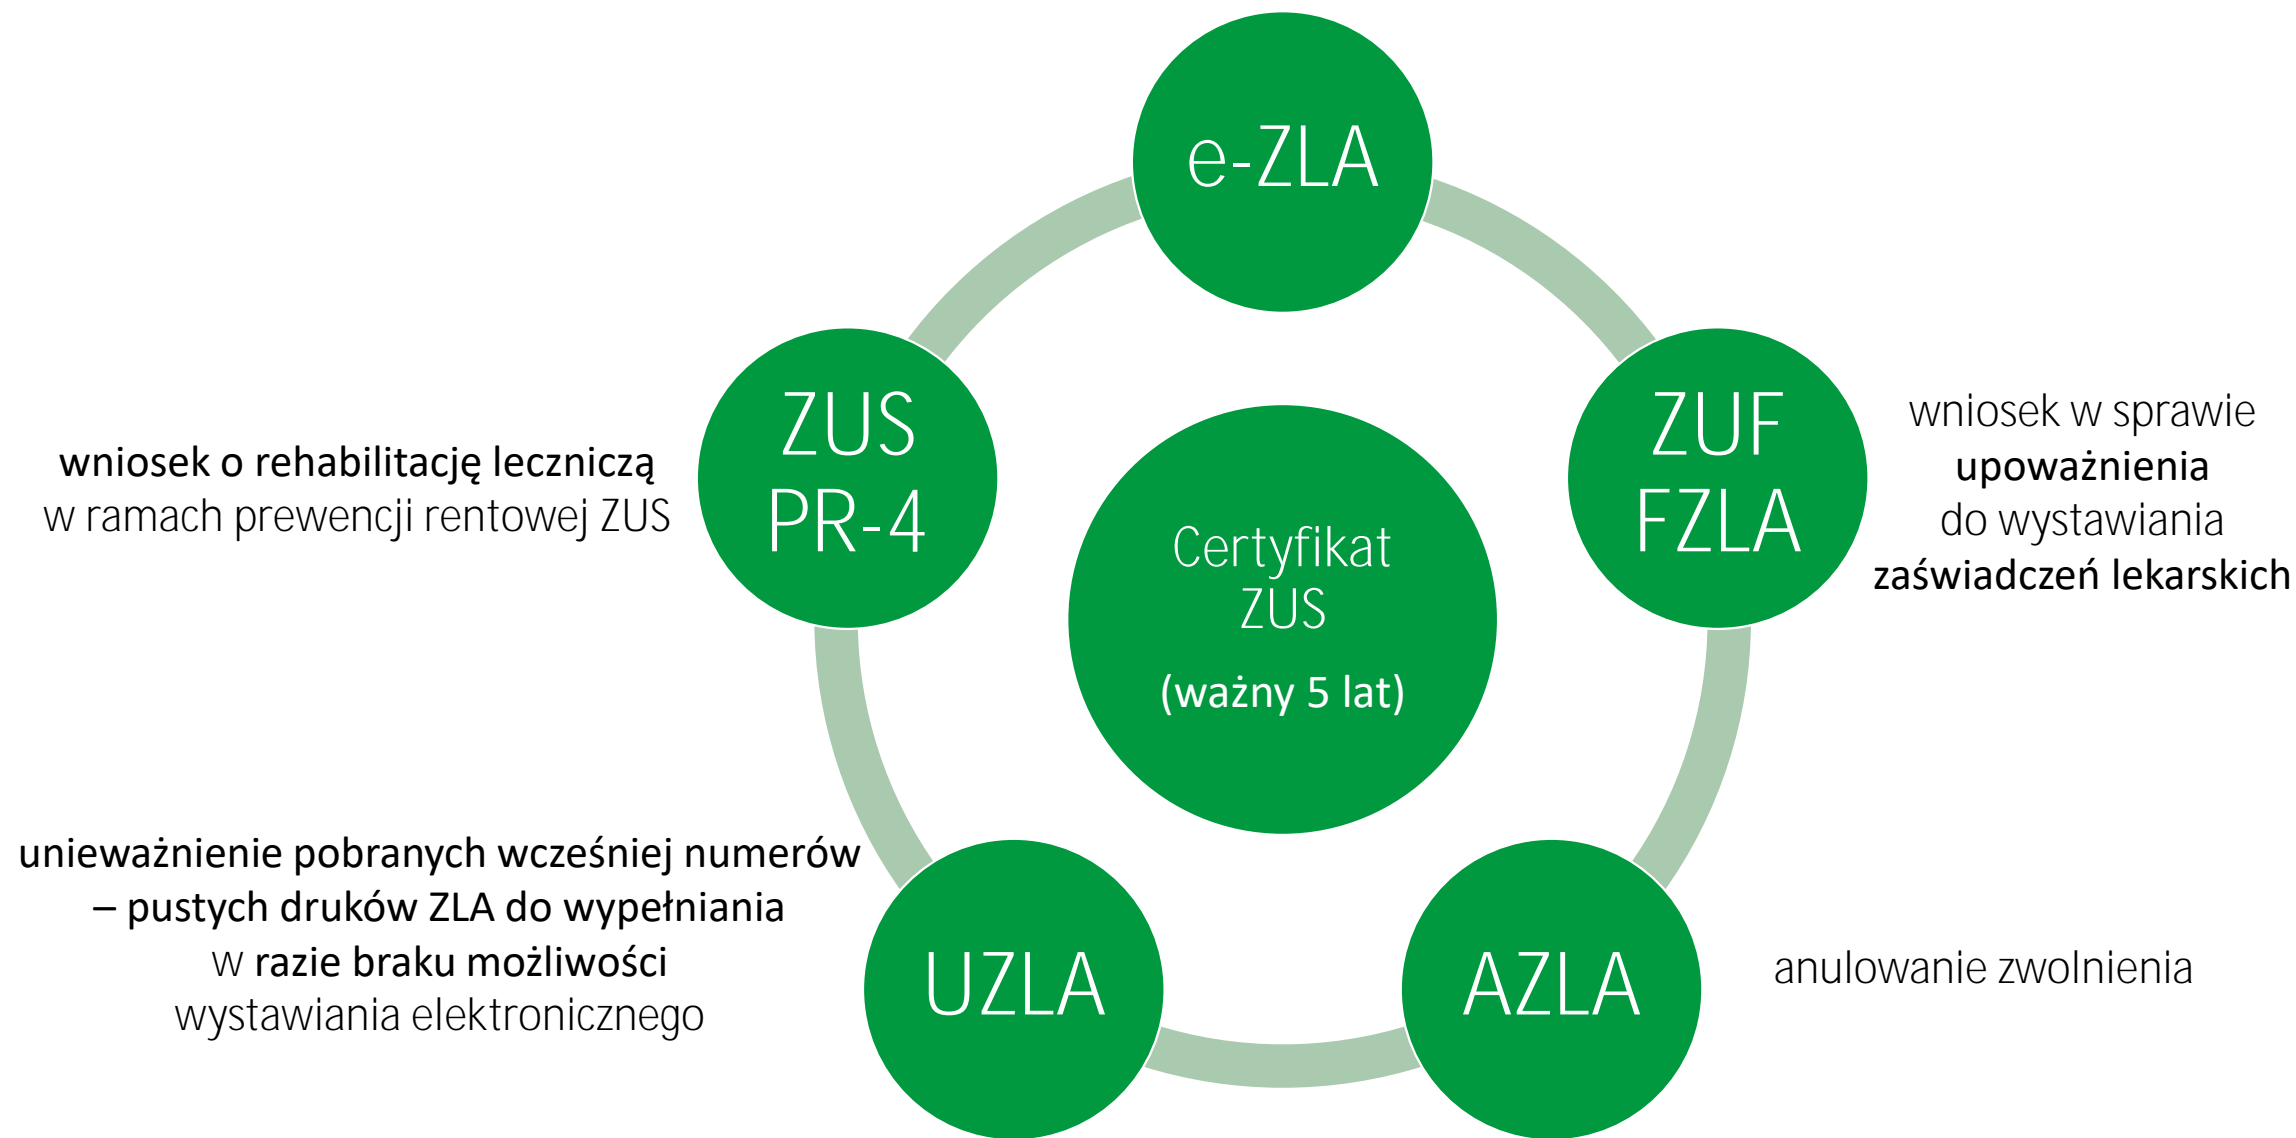 e-ZLA
ZUS
PR-4
wniosek o rehabilitację leczniczą
w ramach prewencji rentowej ZUS
ZUF
FZLA
wniosek w sprawie
upoważnienia
do wystawiania
zaświadczeń lekarskich
Certyfikat
ZUS
(ważny 5 lat)
unieważnienie pobranych wcześniej numerów
– pustych druków ZLA do wypełniania
w razie braku możliwości
wystawiania elektronicznego
UZLA
AZLA
anulowanie zwolnienia